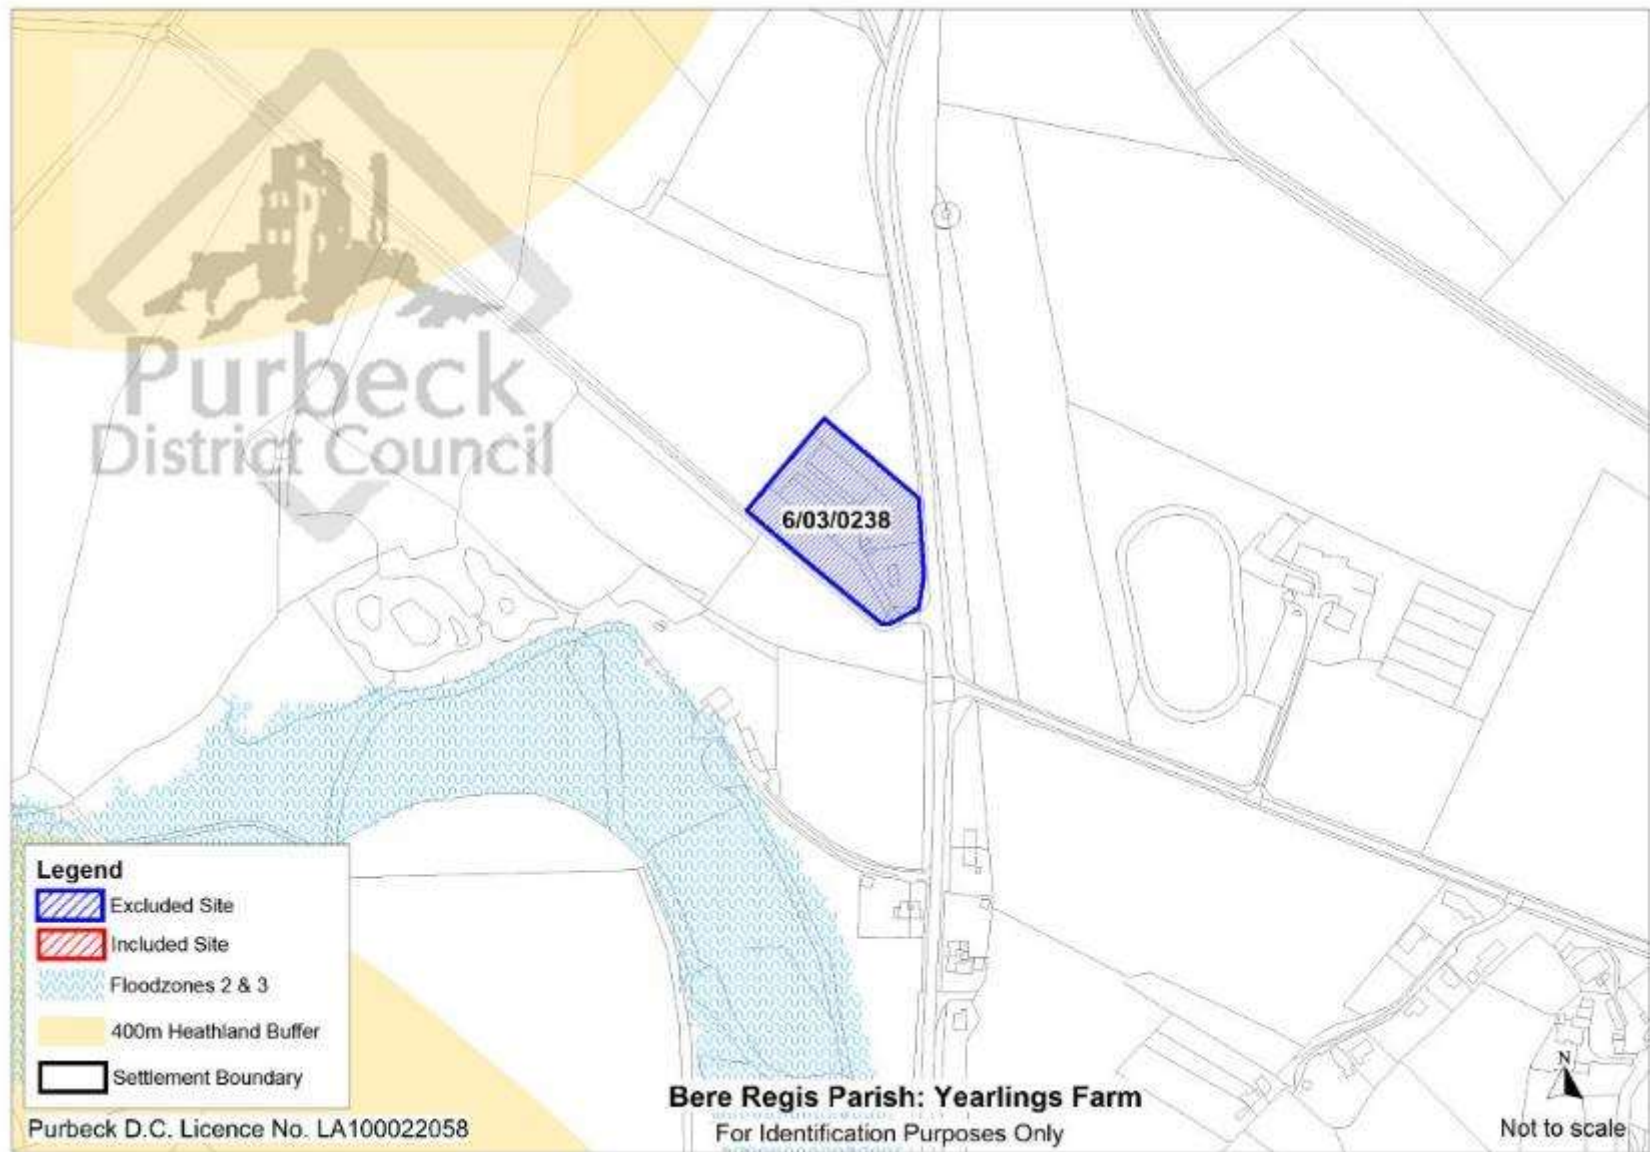 Purbeck
District Council
6/03/0238
Legend
Excluded Site
Included Site
Floodzones 2 & 3
400m Heathland Buffer
Settlement Boundary
Purbeck D.C. Licence No. LA100022058
Bere Regis Parish: Yearlings Farm
For Identification Purposes Only
N
Not to scale